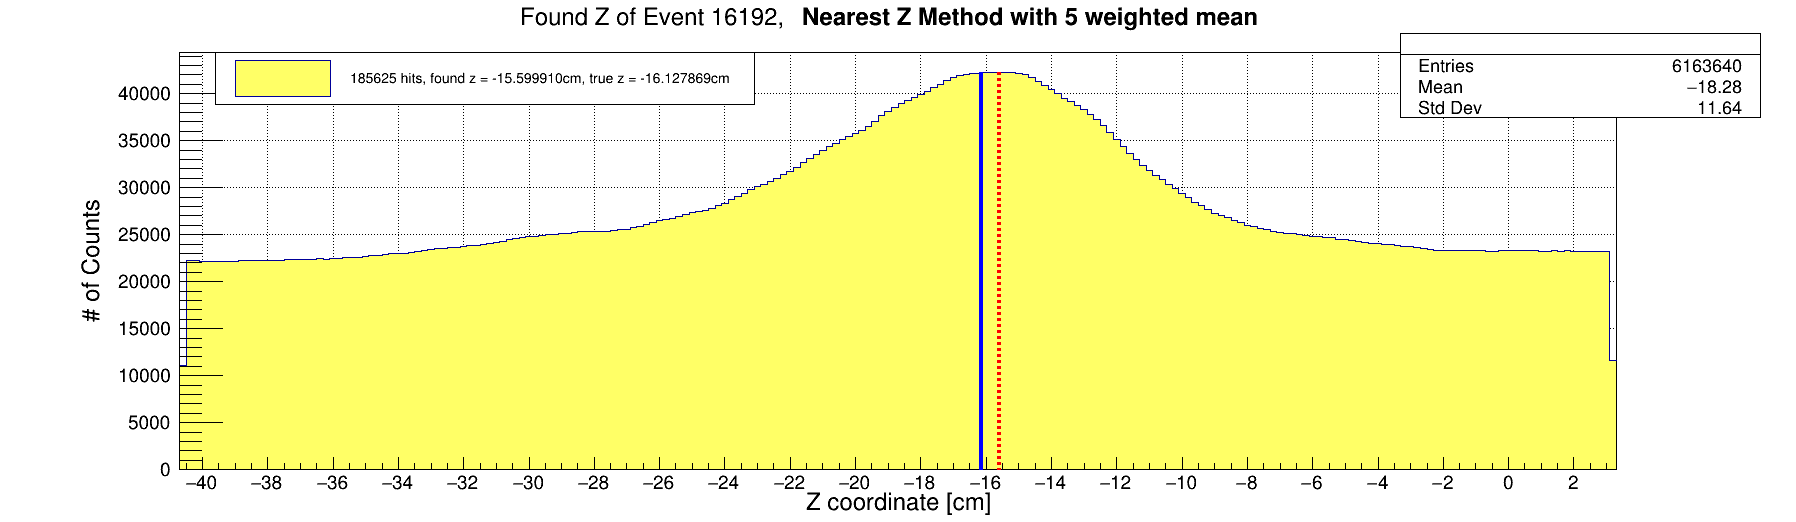 Found Z of Event 16192, Nearest Z Method with 5 weighted mean
185625 hits, found z = -15.599910cm, true z = -16.127869cm
Entries 6163640
Mean −18.28
Std Dev 11.64
# of Counts
40000
35000
30000
25000
20000
15000
10000
5000
0
−40 −38 −36 −34 −32 −30 −28 −26 −24 −22 −20 −18 −16 −14 −12 −10 −8 −6 −4 −2 0 2
Z coordinate [cm]